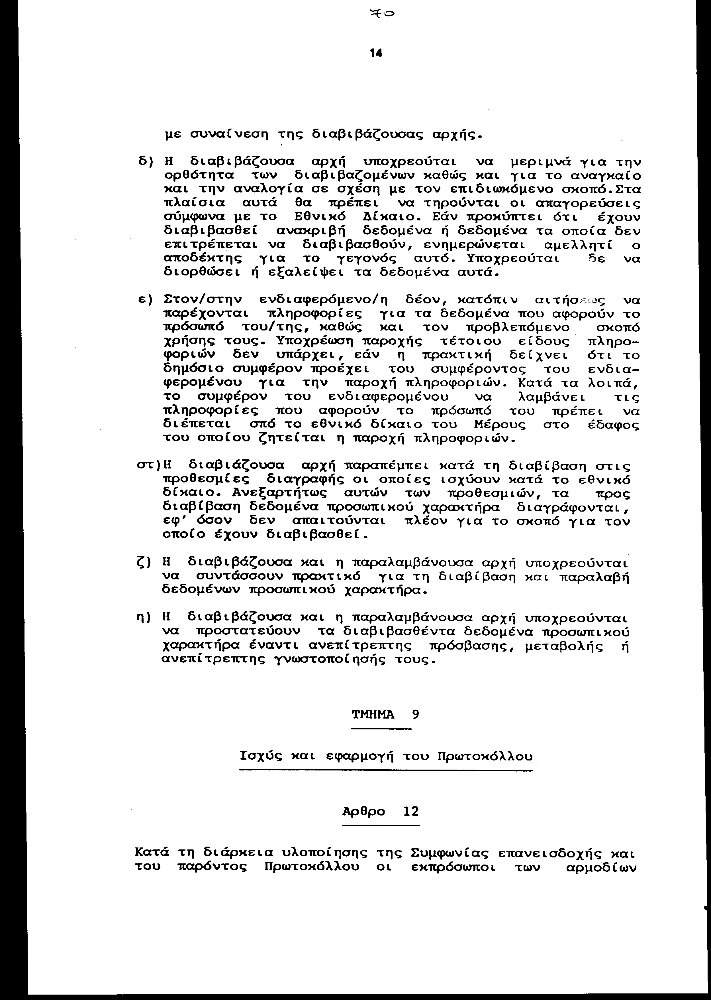 70
14
με συναίνεση της διαβιβάζουσας αρχής.
δ) Η διαβιβάζουσα αρχή υποχρεούται να μεριμνά για την
ορθότητα των διαβιβαζομένων καθώς και για το αναγκαίο
και την αναλογία σε σχέση με τον επιδιωκόμενο σκοπό.Στα
πλαίσια αυτά θα πρέπει να τηρούνται οι απαγορεύσεις
σύμφωνα με το Εθνικό Δίκαιο. Εάν προκύπτει ότι έχουν
διαβιβασθεί ανακριβή δεδομένα ή δεδομένα τα οποία δεν
επιτρέπεται να διαβιβασθούν, ενημερώνεται αμελλητί ο
αποδέκτης για το γεγονός αυτό. Υποχρεούται δε να
διορθώσει ή εξαλείψει τα δεδομένα αυτά.
ε) Στον/στην ενδιαφερόμενο/η δέον, κατόπιν αιτήσεως να
παρέχονται πληροφορίες για τα δεδομένα που αφορούν το
πρόσωπό του/της, καθώς και τον προβλεπόμενο σκοπό
χρήσης τους. Υποχρέωση παροχής τέτοιου είδους πληρο-
φοριών δεν υπάρχει, εάν η πρακτική δείχνει ότι το
δημόσιο συμφέρον προέχει του συμφέροντος του ενδια-
φερομένου για την παροχή πληροφοριών. Κατά τα λοιπά,
το συμφέρον του ενδιαφερομένου να λαμβάνει τις
πληροφορίες που αφορούν το πρόσωπό του πρέπει να
διέπεται από το εθνικό δίκαιο του Μέρους στο έδαφος
του οποίου ζητείται η παροχή πληροφοριών.
στ)Η διαβιάζουσα αρχή παραπέμπει κατά τη διαβίβαση στις
προθεσμίες διαγραφής οι οποίες ισχύουν κατά το εθνικό
δίκαιο. Ανεξαρτήτως αυτών των προθεσμιών, τα προς
διαβίβαση δεδομένα προσωπικού χαρακτήρα διαγράφονται,
εφ' όσον δεν απαιτούνται πλέον για το σκοπό για τον
οποίο έχουν διαβιβασθεί.
ζ) Η διαβιβάζουσα και η παραλαμβάνουσα αρχή υποχρεούνται
να συντάσσουν πρακτικό για τη διαβίβαση και παραλαβή
δεδομένων προσωπικού χαρακτήρα.
η) Η διαβιβάζουσα και η παραλαμβάνουσα αρχή υποχρεούνται
να προστατεύουν τα διαβιβασθέντα δεδομένα προσωπικού
χαρακτήρα έναντι ανεπίτρεπτης πρόσβασης, μεταβολής ή
ανεπίτρεπτης γνωστοποίησής τους.
ΤΜΗΜΑ 9
Ισχύς και εφαρμογή του Πρωτοκόλλου
Αρθρο 12
Κατά τη διάρκεια υλοποίησης της Συμφωνίας επανεισδοχής και
του παρόντος Πρωτοκόλλου οι εκπρόσωποι των αρμοδίων